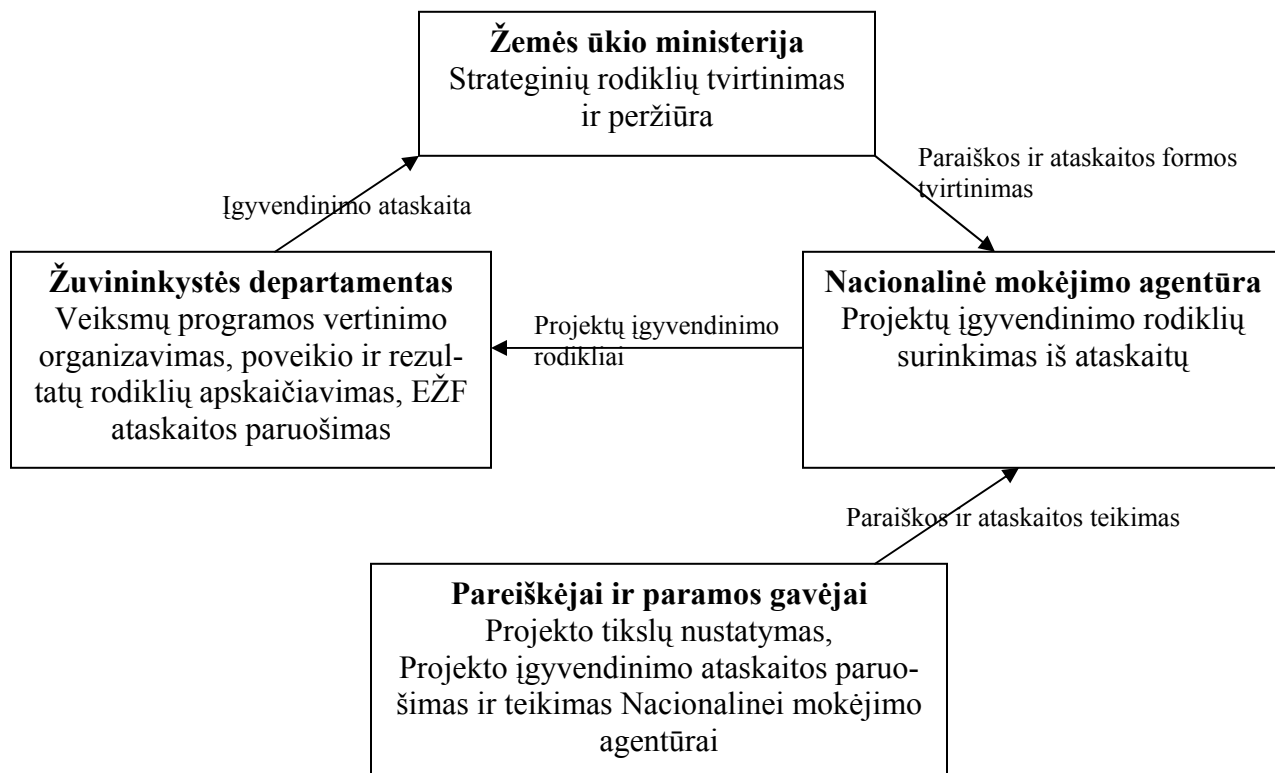 Žemės ūkio ministerija
Strateginių rodiklių tvirtinimas
ir peržiūra
Paraiškos ir ataskaitos formos
tvirtinimas
Įgyvendinimo ataskaita
Žuvininkystės departamentas
Veiksmų programos vertinimo
organizavimas, poveikio ir rezul-
tatų rodiklių apskaičiavimas, EŽF
ataskaitos paruošimas
Projektų įgyvendinimo
rodikliai
Nacionalinė mokėjimo agentūra
Projektų įgyvendinimo rodiklių
surinkimas iš ataskaitų
Paraiškos ir ataskaitos teikimas
Pareiškėjai ir paramos gavėjai
Projekto tikslų nustatymas,
Projekto įgyvendinimo ataskaitos paruo-
šimas ir teikimas Nacionalinei mokėjimo
agentūrai